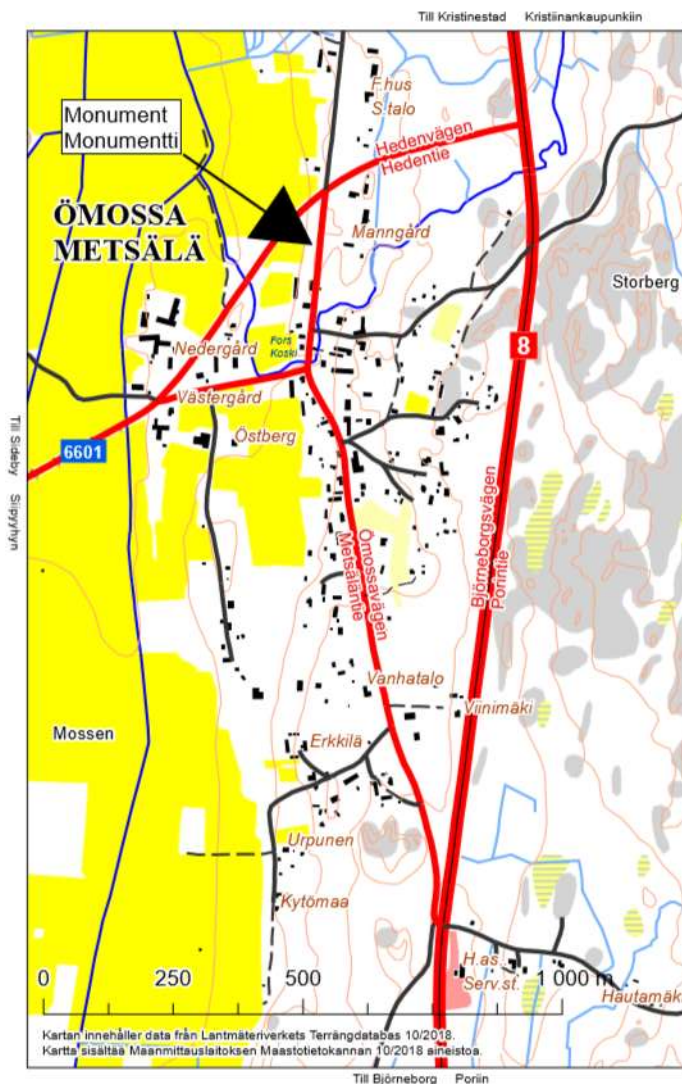 Till Kristinestad Kristiinankaupunkiin
F.hus
S.talo
Monument
Monumentti
Hedenvägen
Hedentie
ÖMOSSA
METSÄLÄ
Manngård
Storberg
8
Nedergård
Fors
Koski
Västergård
Östberg
6601
Till Sideby Siipyyhyn
Ömossavägen
Metsäläntie
Björneborgsvägen
Porintie
Vanhatalo
Viinimäki
Mossen
Erkkilä
Urpunen
Kytömaa
H.as.
Serv.st.
Hautamäki
0 250 500 1 000 m
Kartan innehåller data från Lantmäteriverkets Terrängdatabas 10/2018.
Kartta sisältää Maanmittauslaitoksen Maastotietokannan 10/2018 aineistoa.
Till Björneborg Poriin